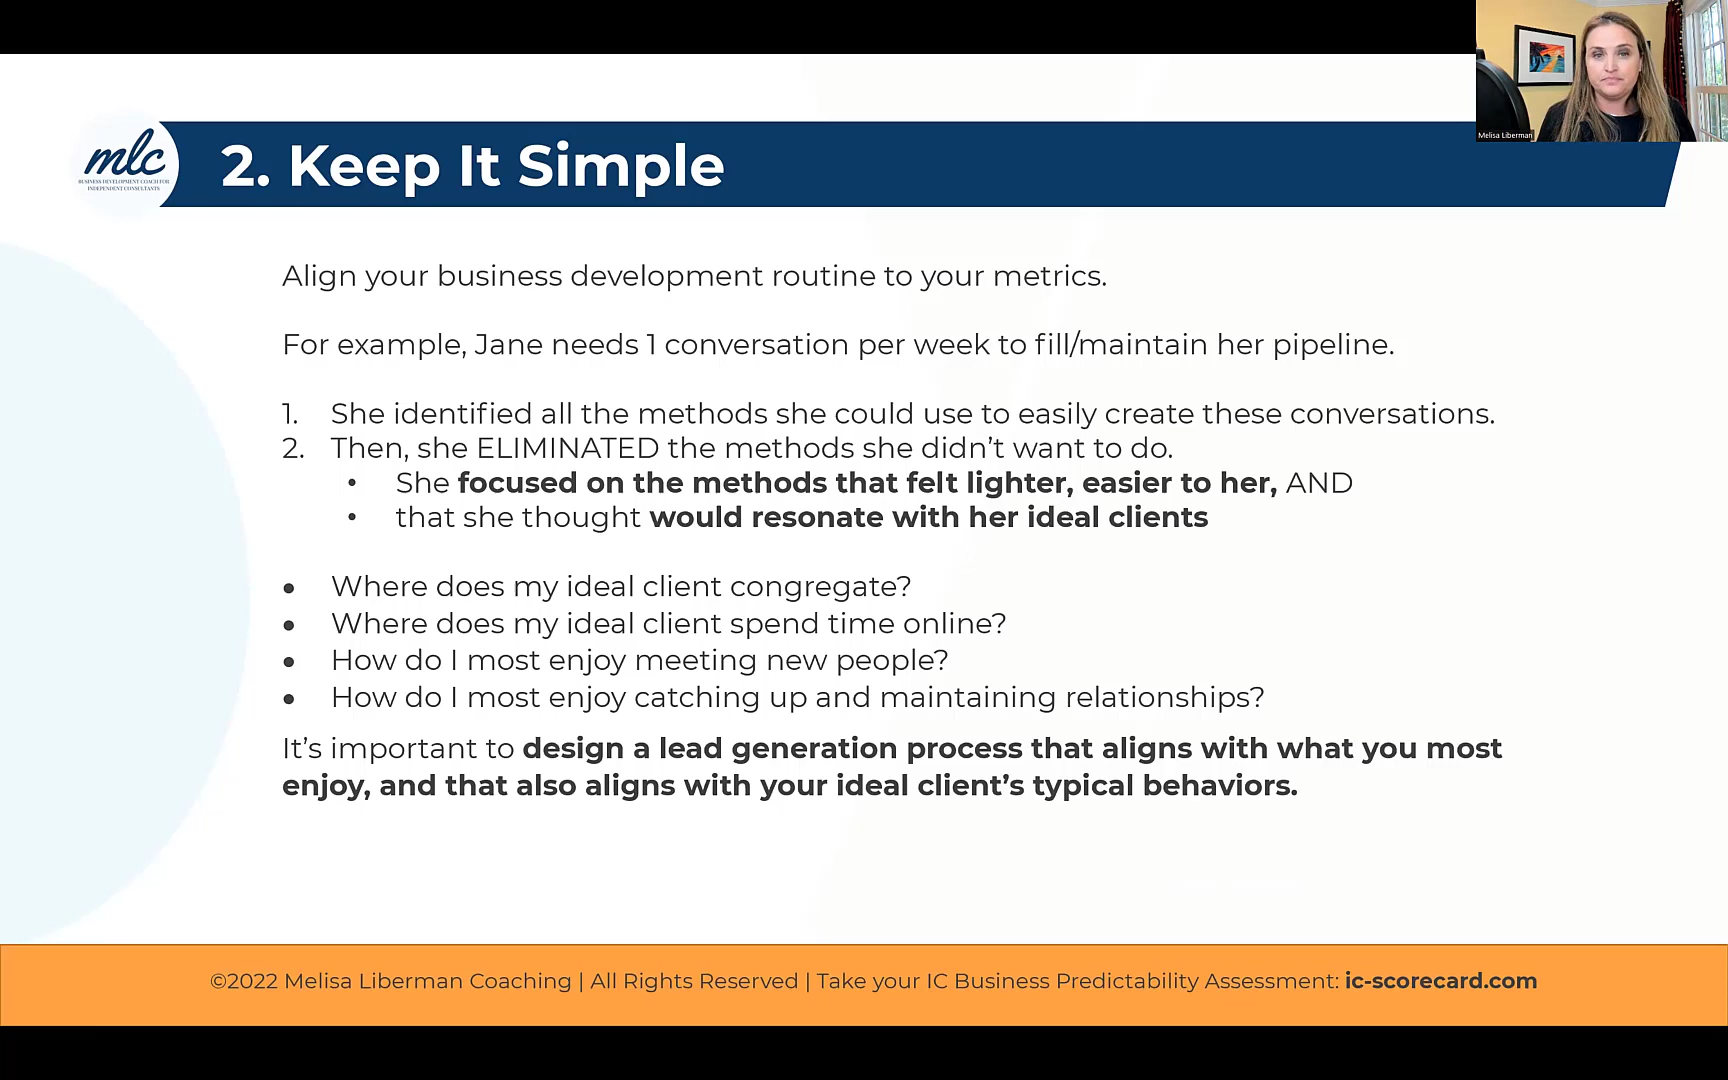 Melisa Liberman
mlc
BUSINESS DEVELOPMENT COACH FOR
INDEPENDENT CONSULTANTS
2. Keep It Simple
Align your business development routine to your metrics.
For example, Jane needs 1 conversation per week to fill/maintain her pipeline.
1. She identified all the methods she could use to easily create these conversations.
2. Then, she ELIMINATED the methods she didn’t want to do.
• She focused on the methods that felt lighter, easier to her, AND
• that she thought would resonate with her ideal clients
• Where does my ideal client congregate?
• Where does my ideal client spend time online?
• How do I most enjoy meeting new people?
• How do I most enjoy catching up and maintaining relationships?
It’s important to design a lead generation process that aligns with what you most
enjoy, and that also aligns with your ideal client’s typical behaviors.
©2022 Melisa Liberman Coaching | All Rights Reserved | Take your IC Business Predictability Assessment: ic-scorecard.com